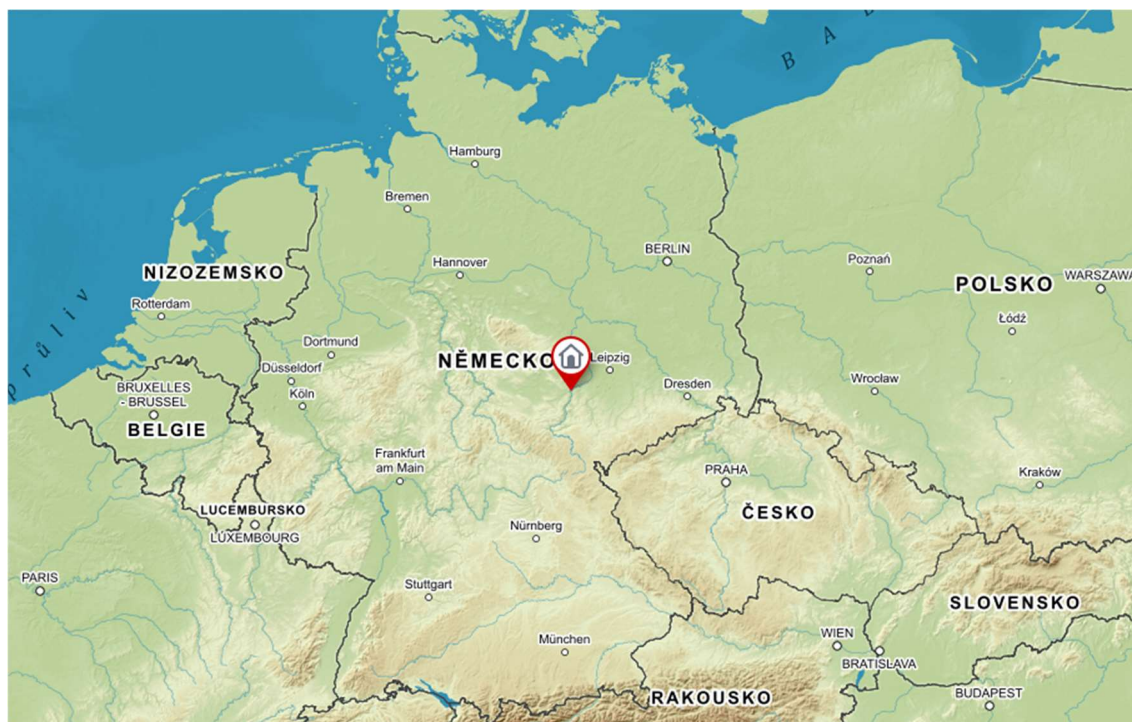 B A L
Hamburg
Bremen
BERLIN
Hannover
Poznań
NIZOZEMSKO
POLSKO
WARSZAWA
Rotterdam
průliv
Łódź
Dortmund
NĚMECKO
Leipzig
Düsseldorf
Dresden
Wrocław
BRUXELLES
- BRUSSEL
Köln
BELGIE
Frankfurt
am Main
PRAHA
Kraków
LUCEMBURSKO
ČESKO
Nürnberg
LUXEMBOURG
PARIS
Stuttgart
SLOVENSKO
München
WIEN
BRATISLAVA
RAKOUSKO
BUDAPEST